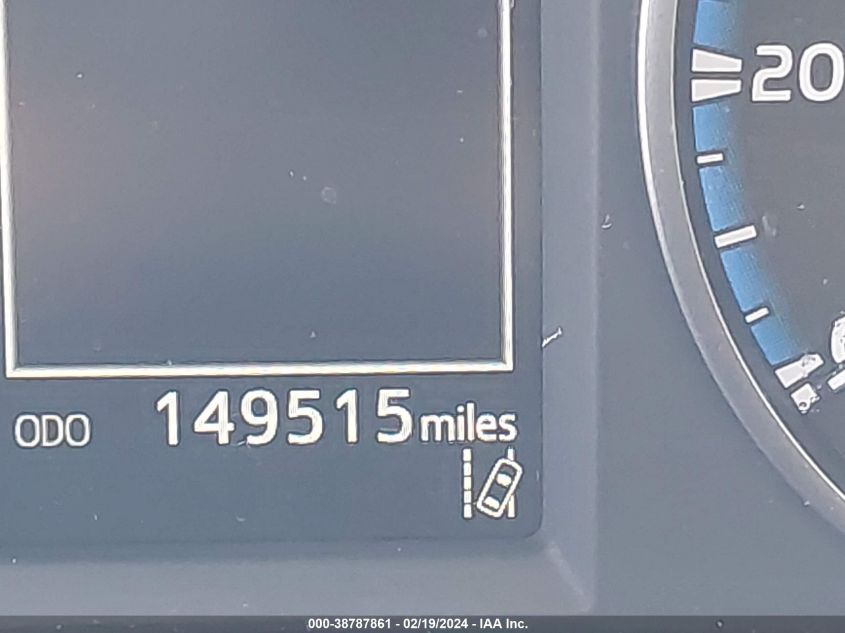 20
ODO 149515 miles
000-38787861 - 02/19/2024 - IAA Inc.